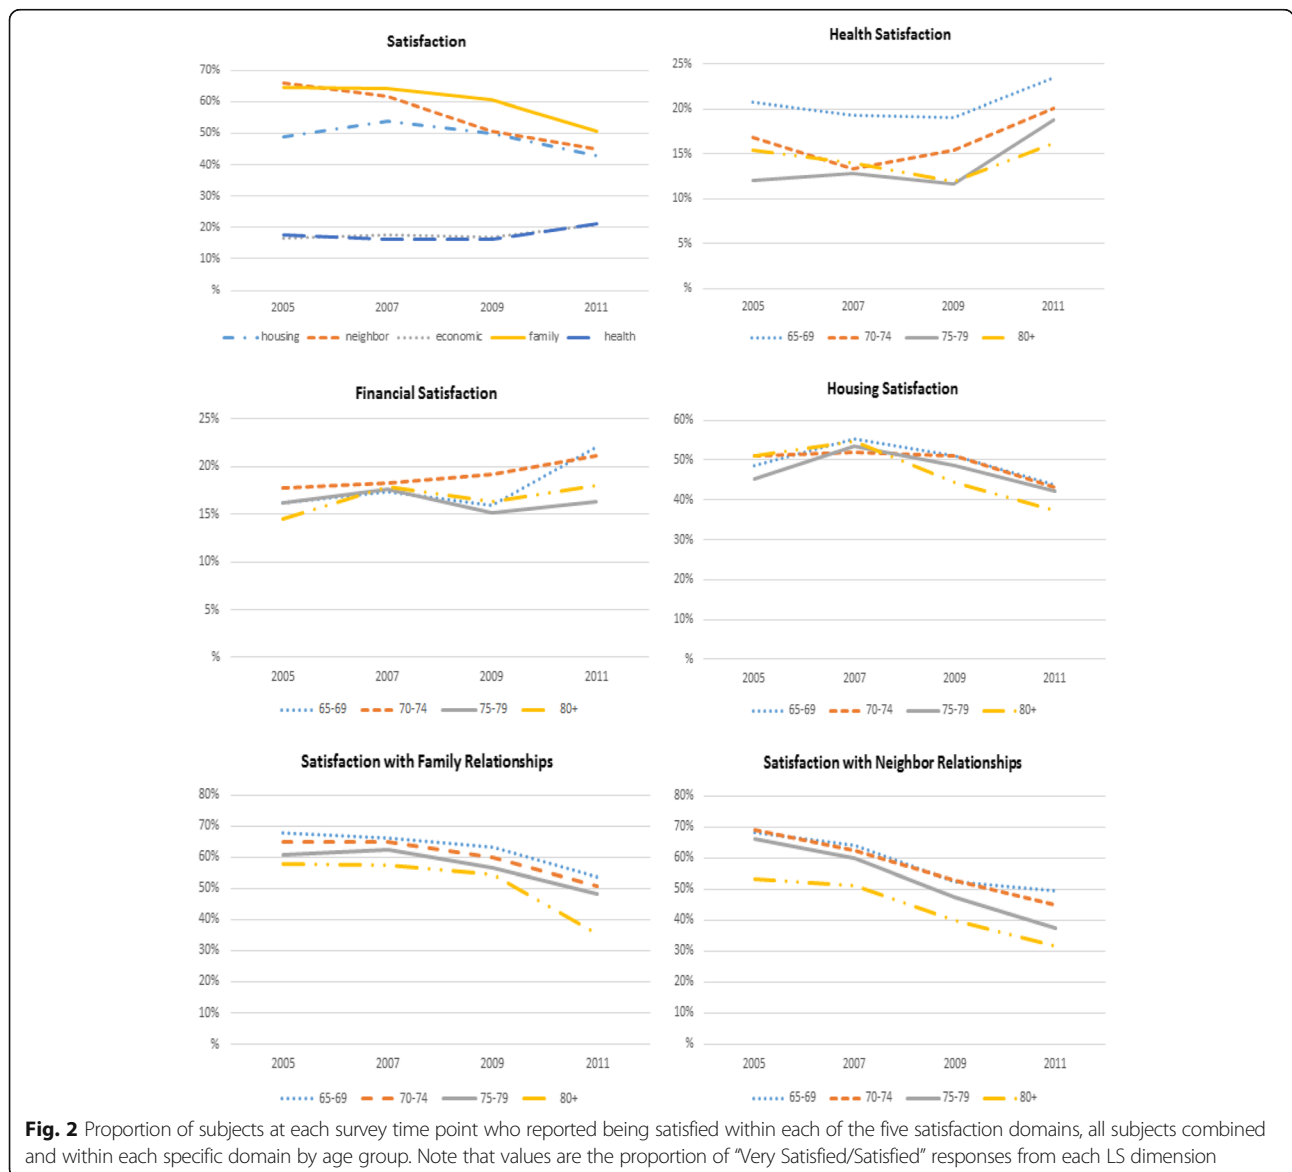 Satisfaction
70%
60%
50%
40%
30%
20%
10%
%
2005 2007 2009 2011
housing neighbor economic family health
Health Satisfaction
25%
20%
15%
10%
5%
%
2005 2007 2009 2011
65-69 70-74 75-79 80+
Financial Satisfaction
25%
20%
15%
10%
5%
%
2005 2007 2009 2011
65-69 70-74 75-79 80+
Housing Satisfaction
60%
50%
40%
30%
20%
10%
%
2005 2007 2009 2011
65-69 70-74 75-79 80+
Satisfaction with Family Relationships
80%
70%
60%
50%
40%
30%
20%
10%
%
2005 2007 2009 2011
65-69 70-74 75-79 80+
Satisfaction with Neighbor Relationships
80%
70%
60%
50%
40%
30%
20%
10%
%
2005 2007 2009 2011
65-69 70-74 75-79 80+
Fig. 2 Proportion of subjects at each survey time point who reported being satisfied within each of the five satisfaction domains, all subjects combined
and within each specific domain by age group. Note that values are the proportion of “Very Satisfied/Satisfied” responses from each LS dimension